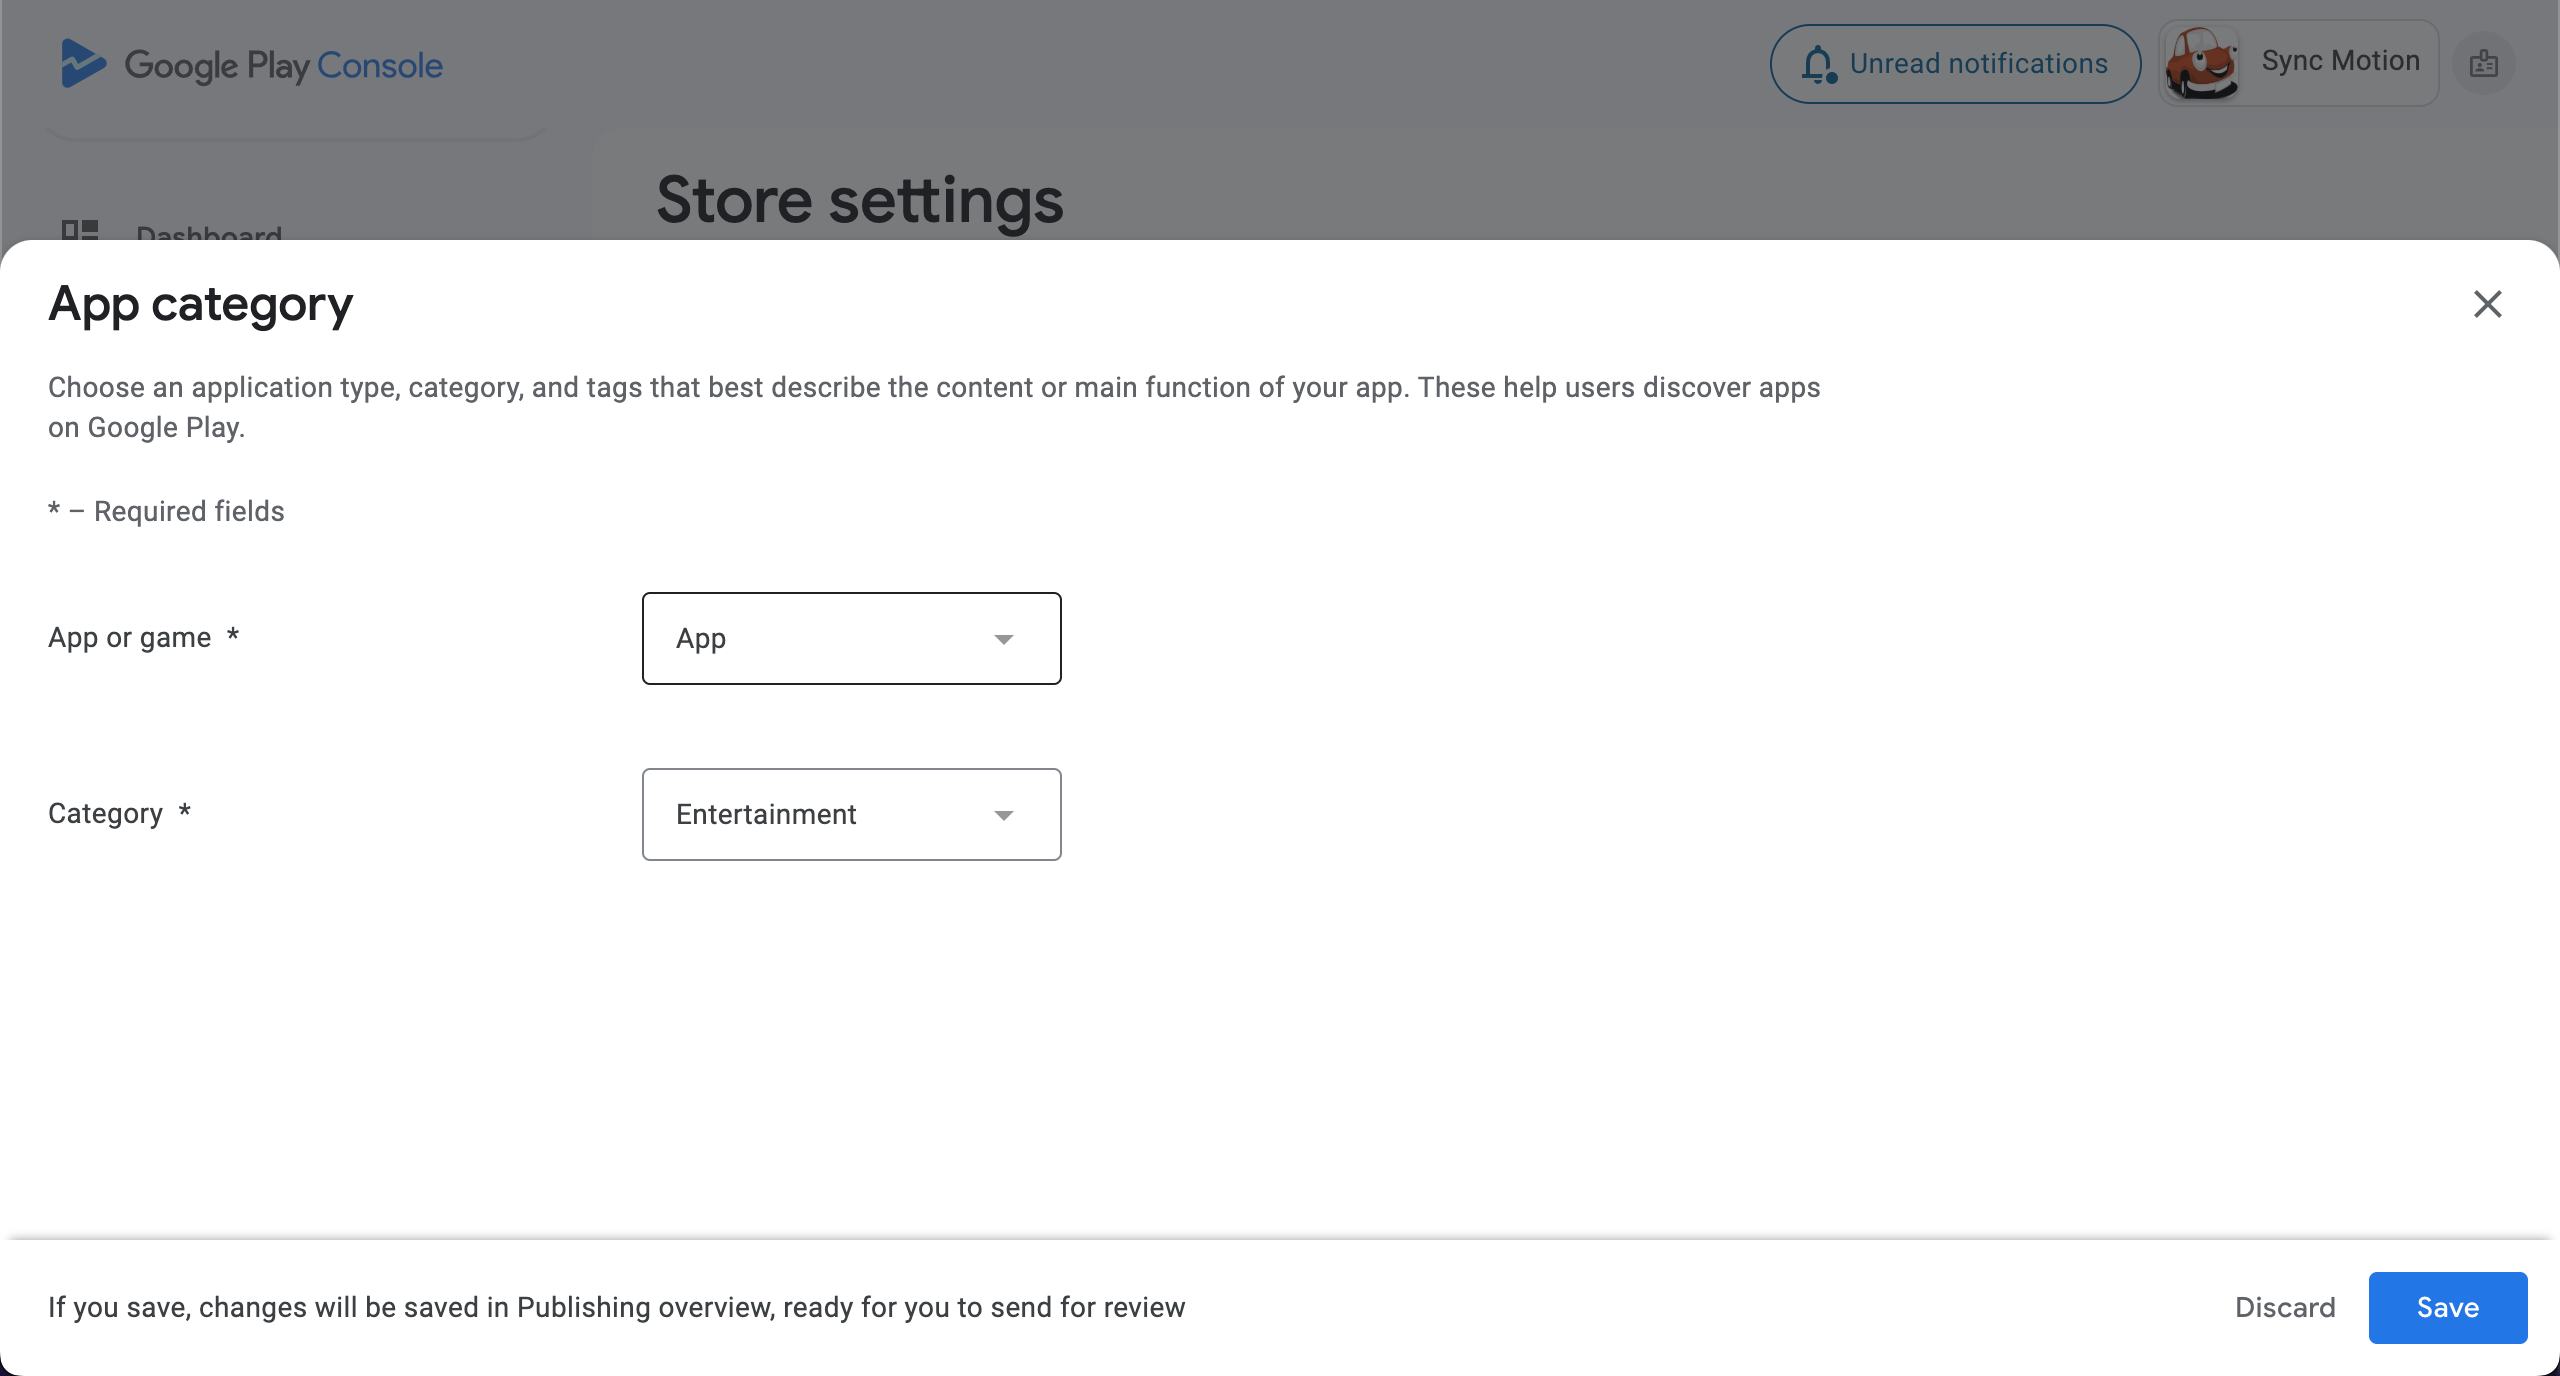 Google Play Console
Unread notifications
Sync Motion
Store settings
Dashboard
App category
Choose an application type, category, and tags that best describe the content or main function of your app. These help users discover apps
on Google Play.
* – Required fields
App or game *
App
Category *
Entertainment
If you save, changes will be saved in Publishing overview, ready for you to send for review
Discard
Save